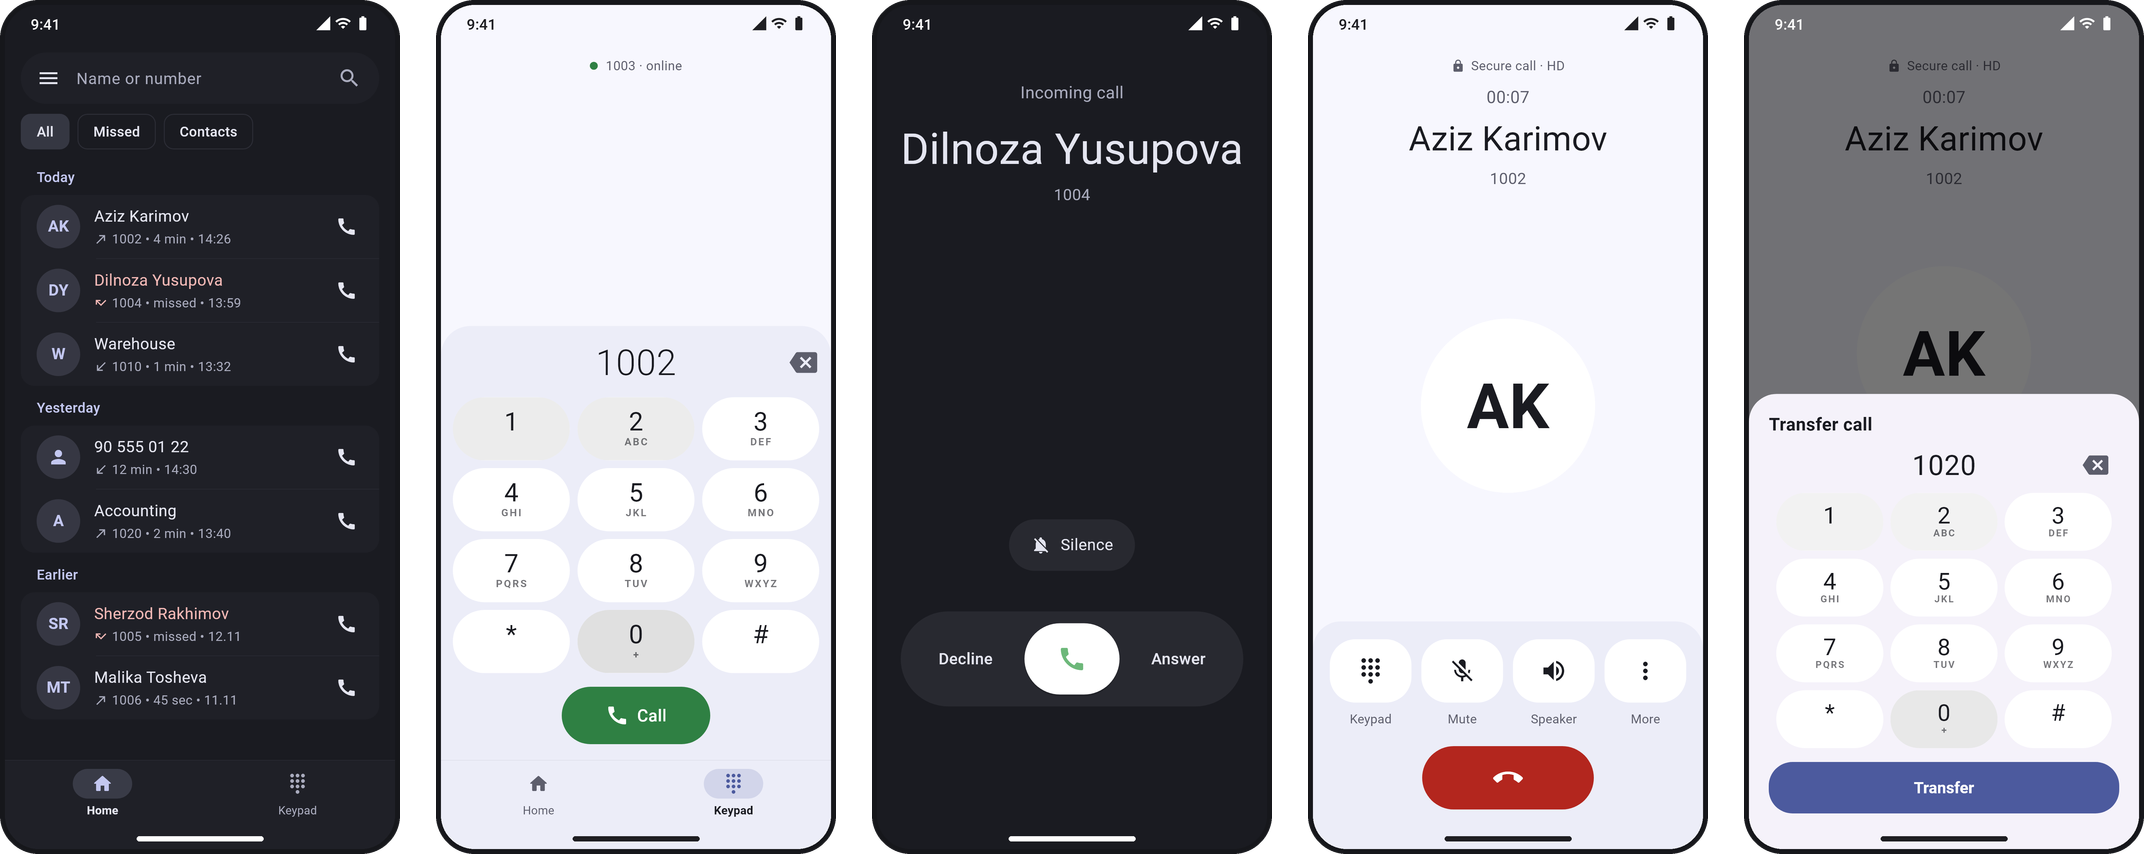 9:41
Name or number
All Missed Contacts
Today
AK
Aziz Karimov
1002 • 4 min • 14:26
DY
Dilnoza Yusupova
1004 • missed • 13:59
W
Warehouse
1010 • 1 min • 13:32
Yesterday
90 555 01 22
12 min • 14:30
A
Accounting
1020 • 2 min • 13:40
Earlier
SR
Sherzod Rakhimov
1005 • missed • 12.11
MT
Malika Tosheva
1006 • 45 sec • 11.11
Home Keypad
9:41
1003 · online
1002
1 2 3
ABC DEF
4 5 6
GHI JKL MNO
7 8 9
PQRS TUV WXYZ
* 0 #
+
Call
Home Keypad
9:41
Incoming call
Dilnoza Yusupova
1004
Silence
Decline Answer
9:41
Secure call · HD
00:07
Aziz Karimov
1002
AK
Keypad Mute Speaker More
9:41
Secure call · HD
00:07
Aziz Karimov
1002
AK
Transfer call
1020
1 2 3
ABC DEF
4 5 6
GHI JKL MNO
7 8 9
PQRS TUV WXYZ
* 0 #
+
Transfer